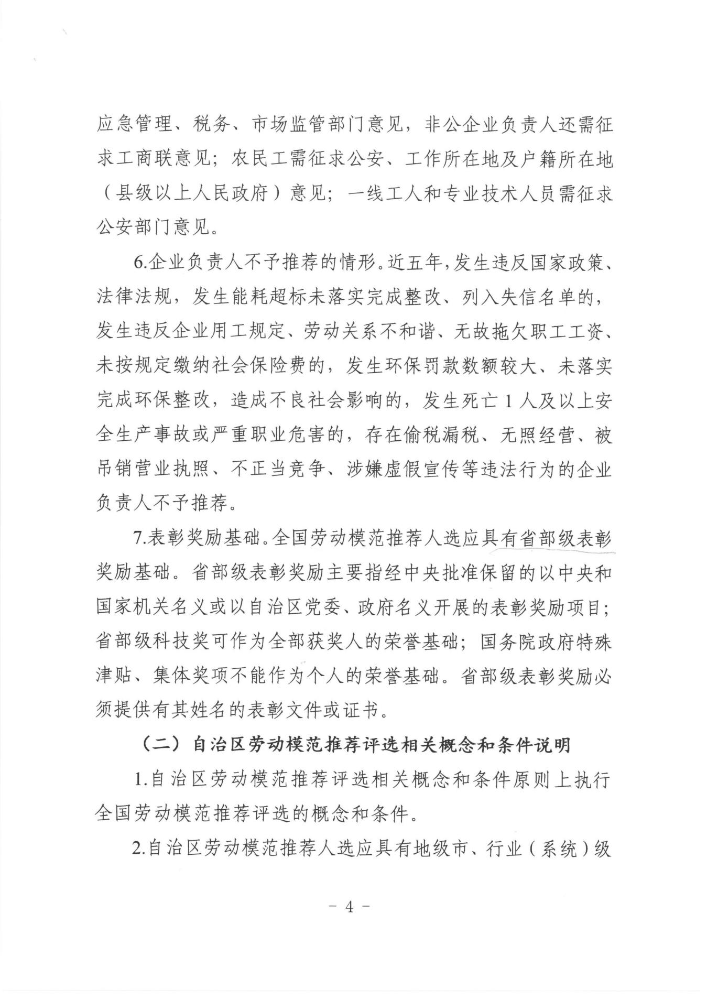 应急管理、税务、市场监管部门意见，非公企业负责人还需征
求工商联意见；农民工需征求公安、工作所在地及户籍所在地
（县级以上人民政府）意见；一线工人和专业技术人员需征求
公安部门意见。
6.企业负责人不予推荐的情形。近五年，发生违反国家政策、
法律法规，发生能耗超标未落实完成整改、列入失信名单的，
发生违反企业用工规定、劳动关系不和谐、无故拖欠职工工资、
未按规定缴纳社会保险费的，发生环保罚款数额较大、未落实
完成环保整改，造成不良社会影响的，发生死亡1人及以上安
全生产事故或严重职业危害的，存在偷税漏税、无照经营、被
吊销营业执照、不正当竞争、涉嫌虚假宣传等违法行为的企业
负责人不予推荐。
7.表彰奖励基础。全国劳动模范推荐人选应具有省部级表彰
奖励基础。省部级表彰奖励主要指经中央批准保留的以中央和
国家机关名义或以自治区党委、政府名义开展的表彰奖励项目；
省部级科技奖可作为全部获奖人的荣誉基础；国务院政府特殊
津贴、集体奖项不能作为个人的荣誉基础。省部级表彰奖励必
须提供有其姓名的表彰文件或证书。
（二）自治区劳动模范推荐评选相关概念和条件说明
1.自治区劳动模范推荐评选相关概念和条件原则上执行
全国劳动模范推荐评选的概念和条件。
2.自治区劳动模范推荐人选应具有地级市、行业（系统）级
- 4 -